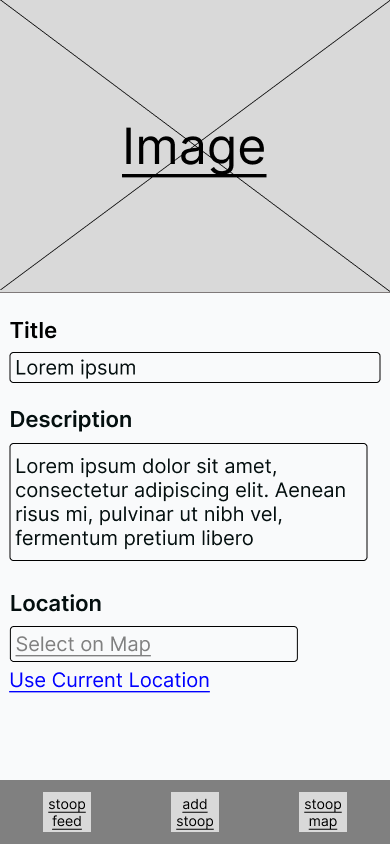 Image
Title
Lorem ipsum
Description
Lorem ipsum dolor sit amet,
consectetur adipiscing elit. Aenean
risus mi, pulvinar ut nibh vel,
fermentum pretium libero
Location
Select on Map
Use Current Location
stoop
feed
add
stoop
stoop
map